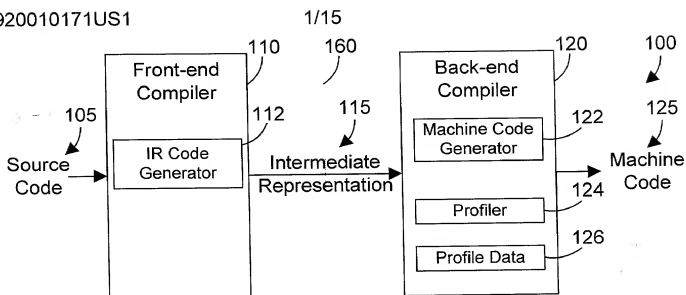 920010171US1
1/15
110
160
120
100
Front-end
Compiler
Back-end
Compiler
105
112
115
122
125
Source
Code
IR Code
Generator
Intermediate
Representation
Machine Code
Generator
Machine
Code
Profiler
124
Profile Data
126